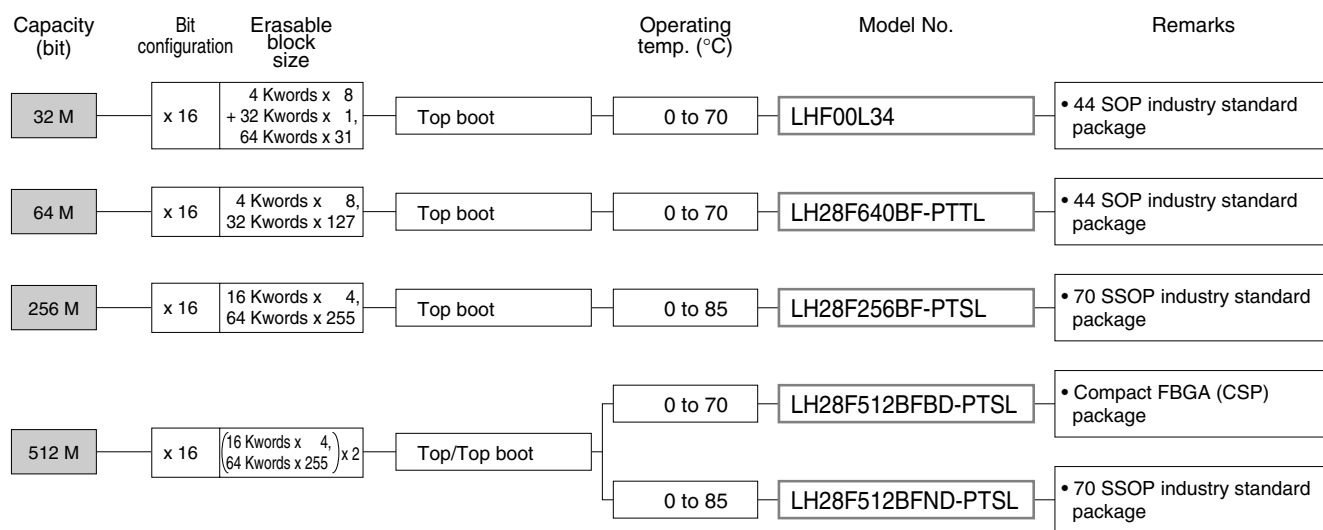 Capacity (bit)
Bit configuration
Erasable block size
Operating temp. (°C)
Model No.
Remarks
32 M
x 16
4 Kwords x 8
+ 32 Kwords x 1,
64 Kwords x 31
Top boot
0 to 70
LHF00L34
• 44 SOP industry standard
package
64 M
x 16
4 Kwords x 8,
32 Kwords x 127
Top boot
0 to 70
LH28F640BF-PTTL
• 44 SOP industry standard
package
256 M
x 16
16 Kwords x 4,
64 Kwords x 255
Top boot
0 to 85
LH28F256BF-PTSL
• 70 SSOP industry standard
package
512 M
x 16
(16 Kwords x 4,
64 Kwords x 255) x 2
Top/Top boot
0 to 70
LH28F512BFBD-PTSL
• Compact FBGA (CSP)
package
0 to 85
LH28F512BFND-PTSL
• 70 SSOP industry standard
package